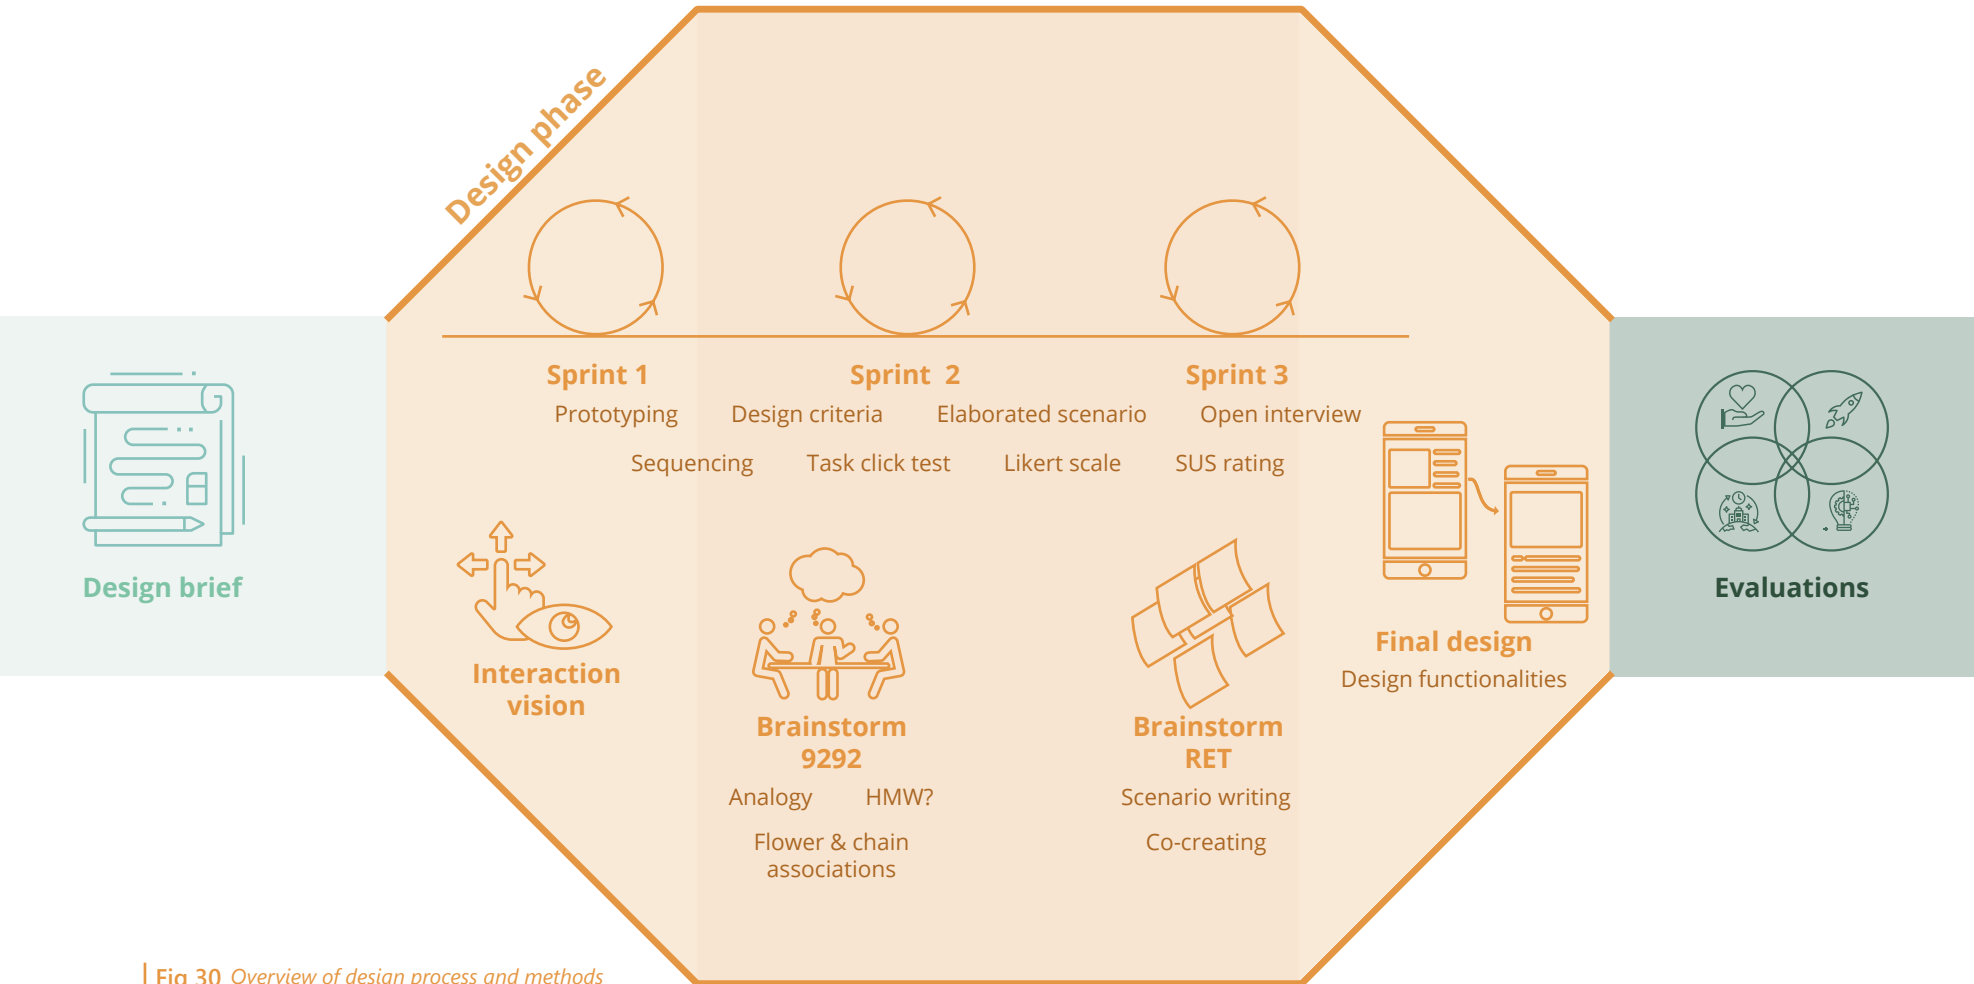 Design phase
Sprint 1
Sprint 2
Sprint 3
Prototyping
Design criteria
Elaborated scenario
Open interview
Sequencing
Task click test
Likert scale
SUS rating
Design brief
Interaction
vision
Brainstorm
9292
Analogy
HMW?
Flower & chain
associations
Brainstorm
RET
Scenario writing
Co-creating
Final design
Design functionalities
Evaluations
Fig 30 Overview of design process and methods